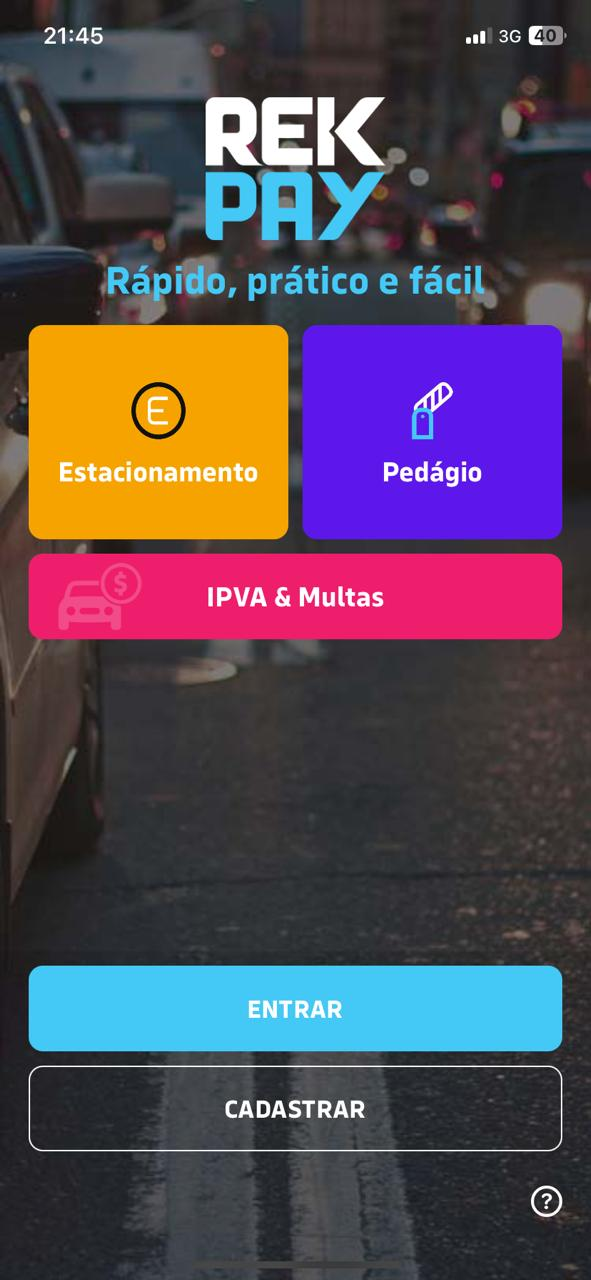 21:45
3G 40
REK
PAY
Rápido, prático e fácil
E
Estacionamento
Pedágio
$
IPVA & Multas
ENTRAR
CADASTRAR
?